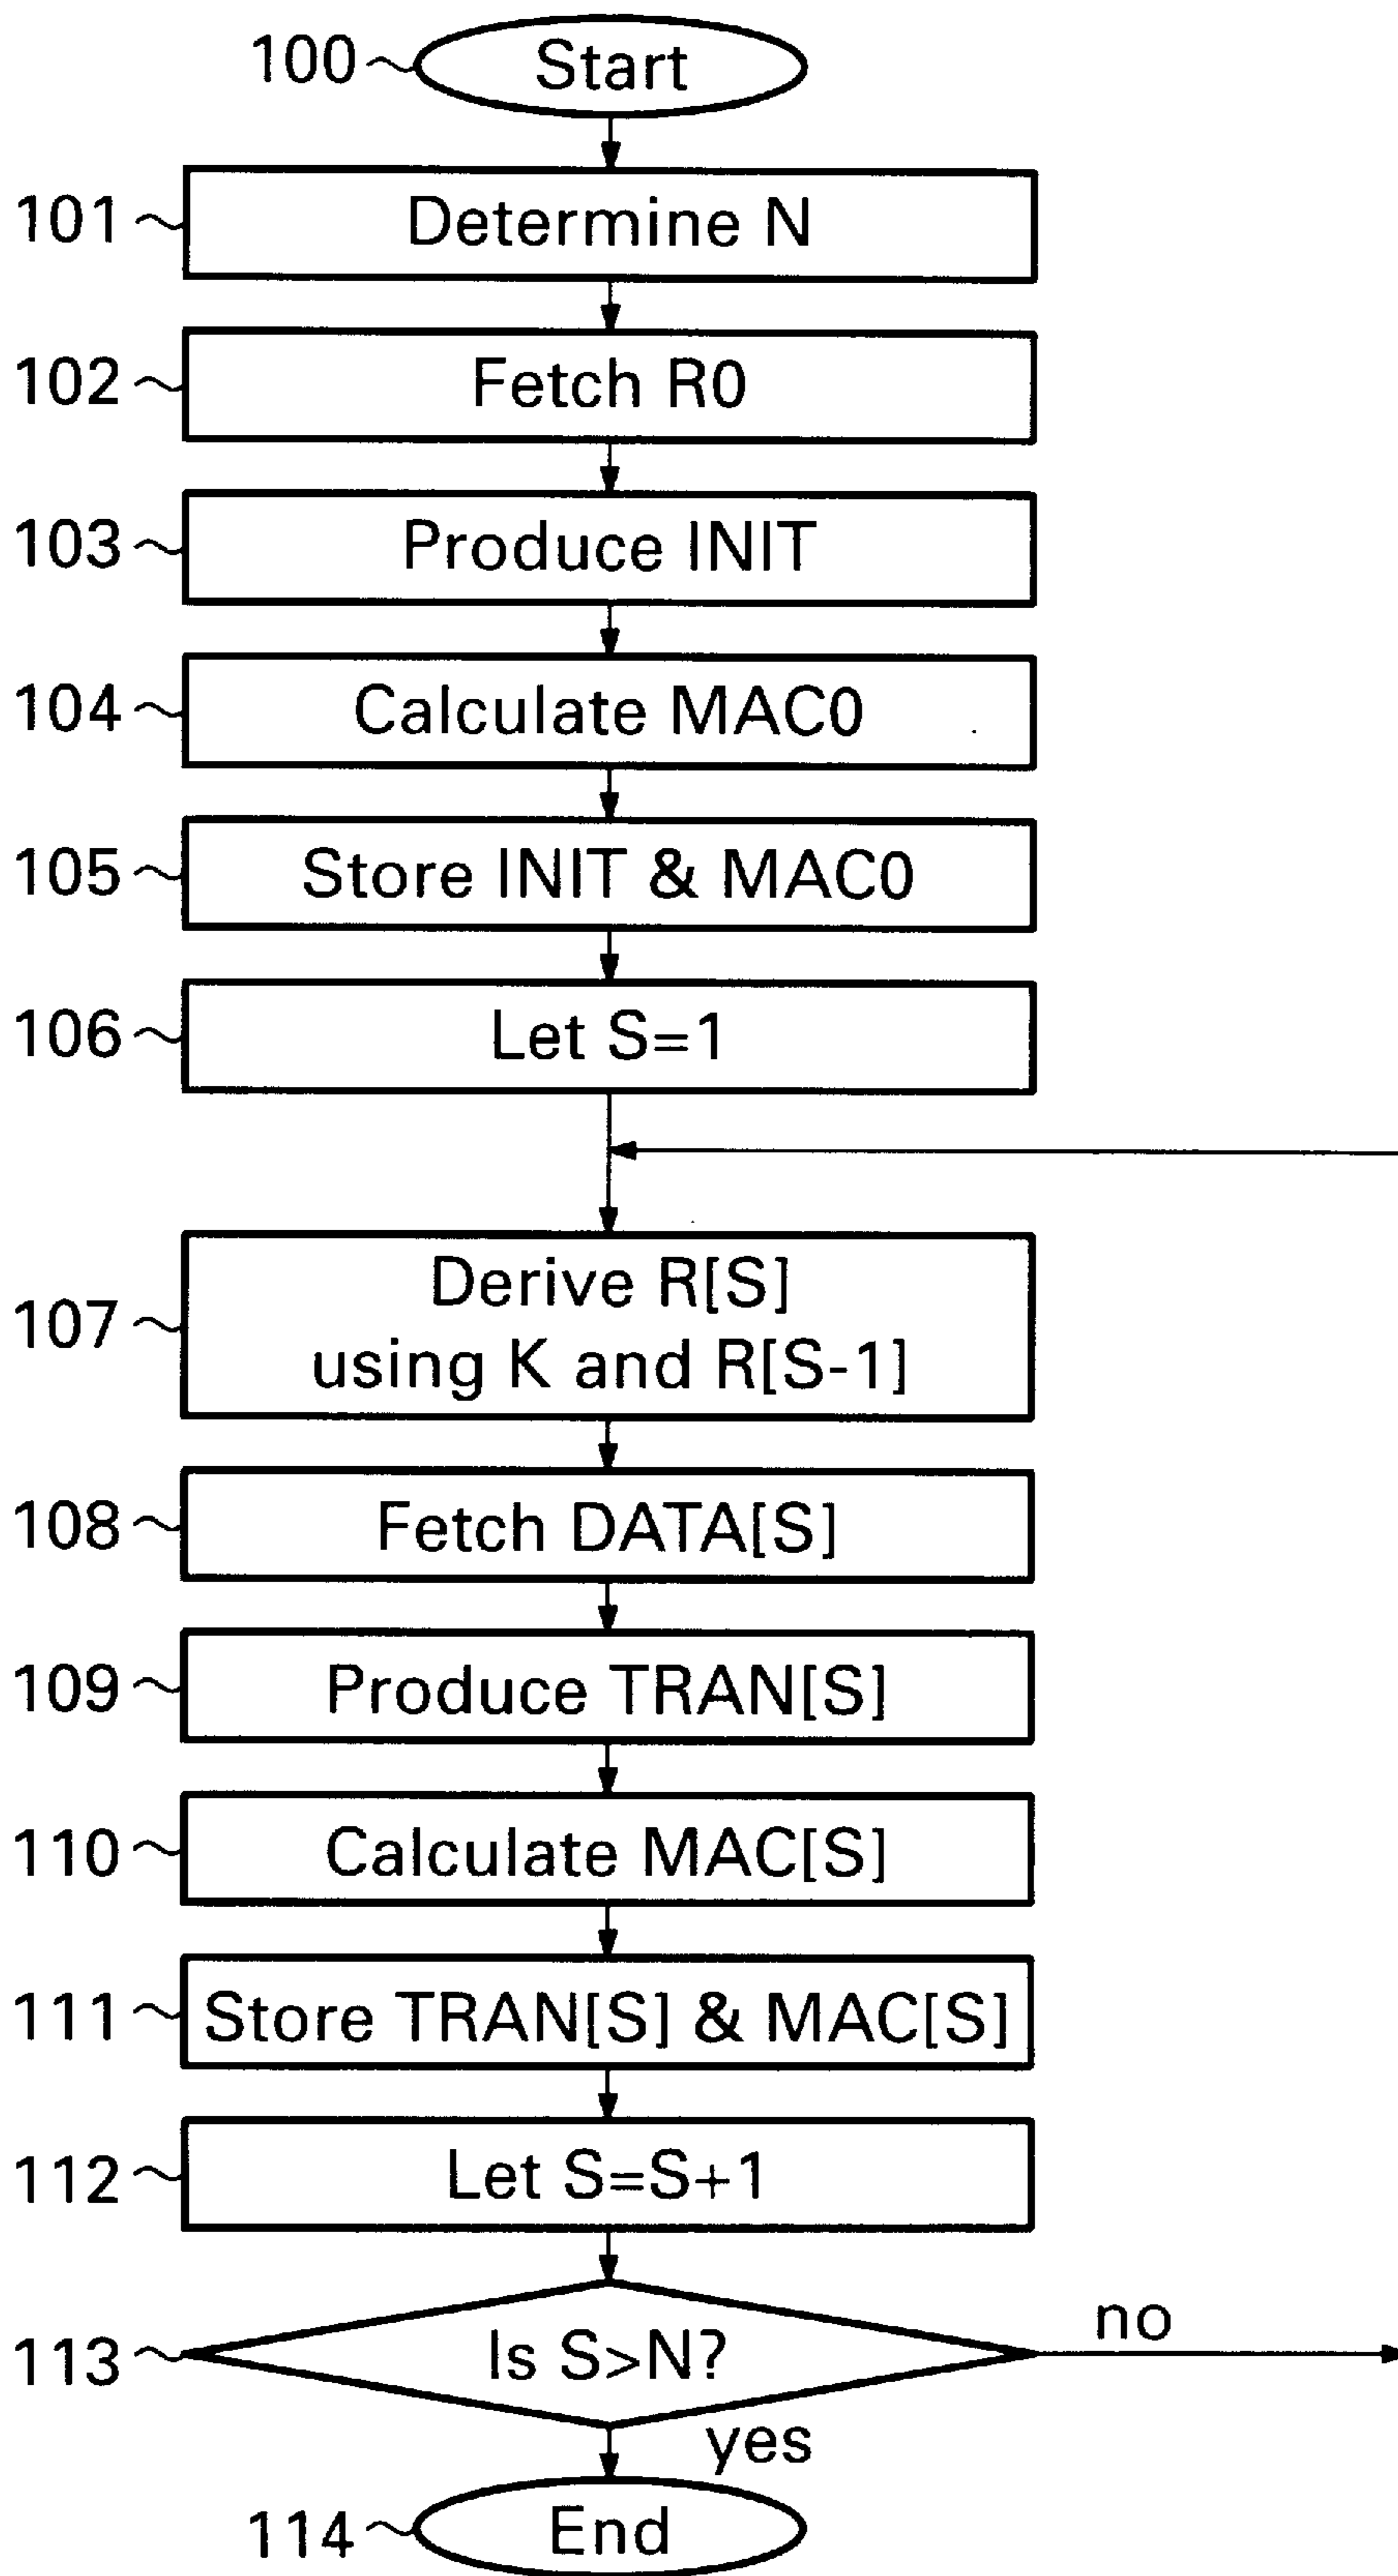 100 Start
101 Determine N
102 Fetch R0
103 Produce INIT
104 Calculate MAC0
105 Store INIT & MAC0
106 Let S=1
107 Derive R[S]
using K and R[S-1]
108 Fetch DATA[S]
109 Produce TRAN[S]
110 Calculate MAC[S]
111 Store TRAN[S] & MAC[S]
112 Let S=S+1
113 Is S>N? no
yes
114 End